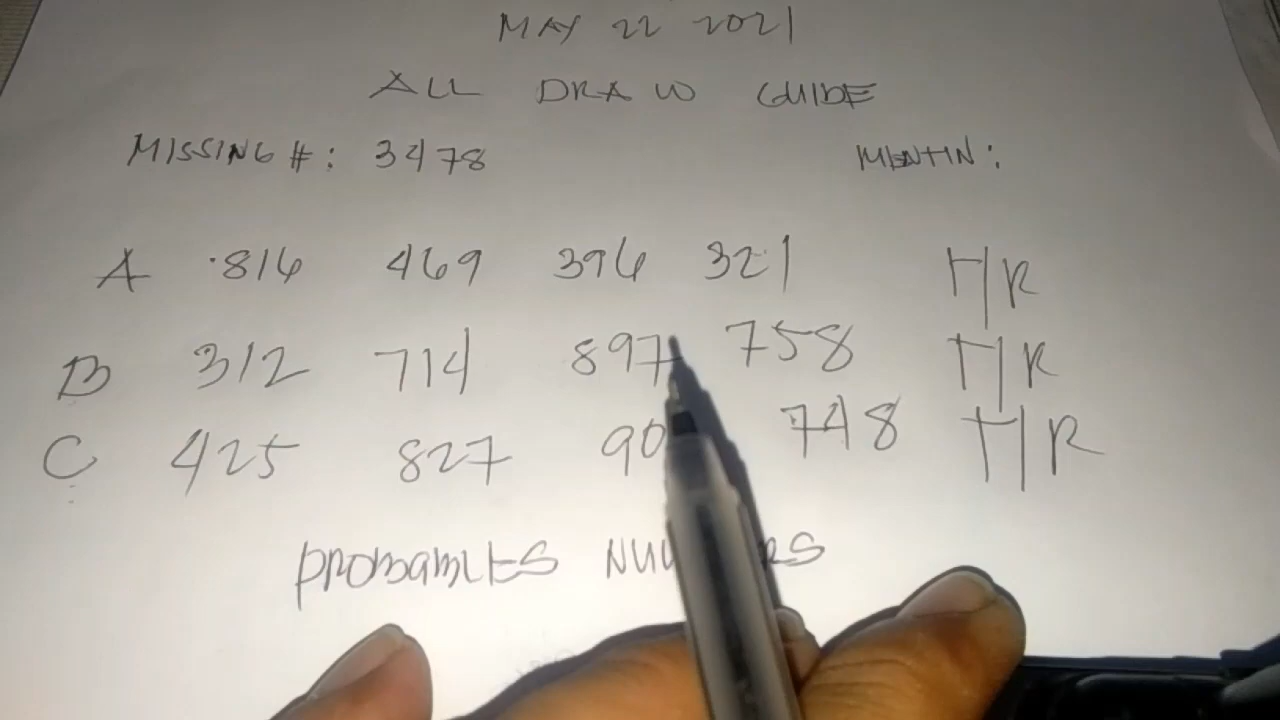 MAY 22 2021
ALL DRAW GUIDE
MISSING #: 3478 MENTIN:
A 816 469 396 321 T/R
B 312 714 897 758 T/R
C 425 827 748 T/R
PROBABLES